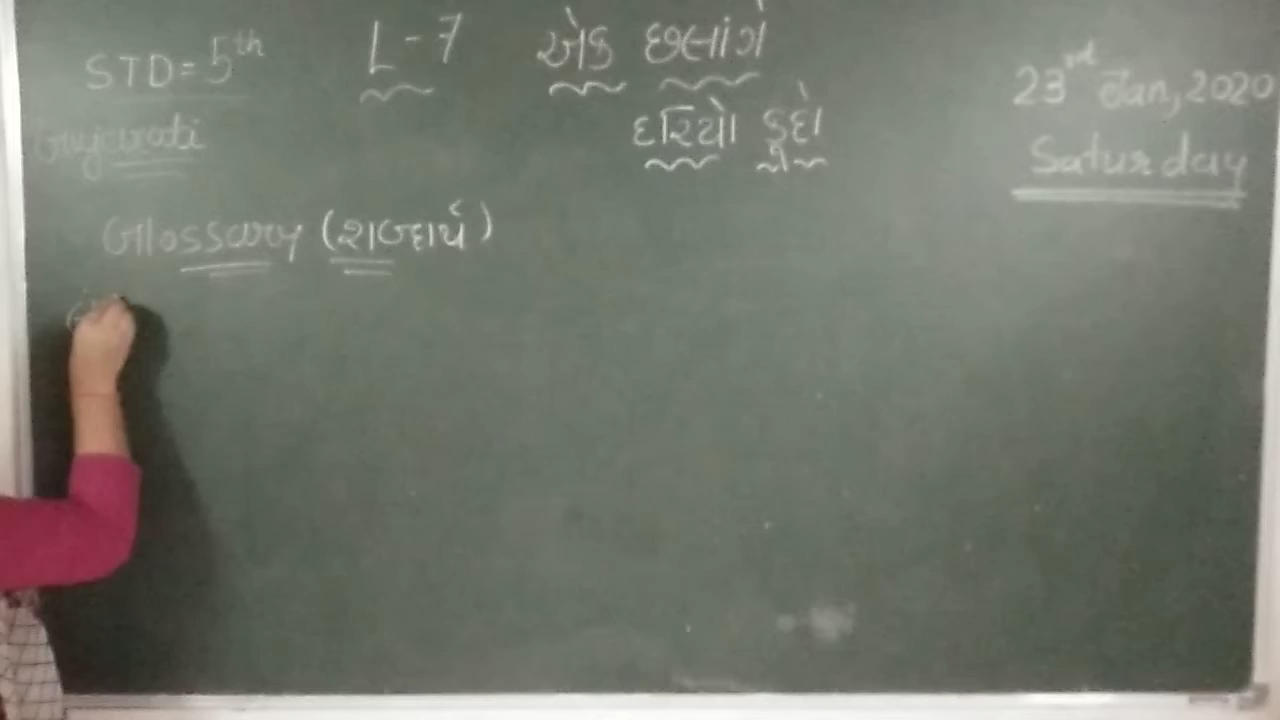 STD = 5th L - 7 એક છલાંગે 23rd Jan, 2020
Gujarati દરિયો કૂદો Saturday
Glossary (શબ્દાર્થ)